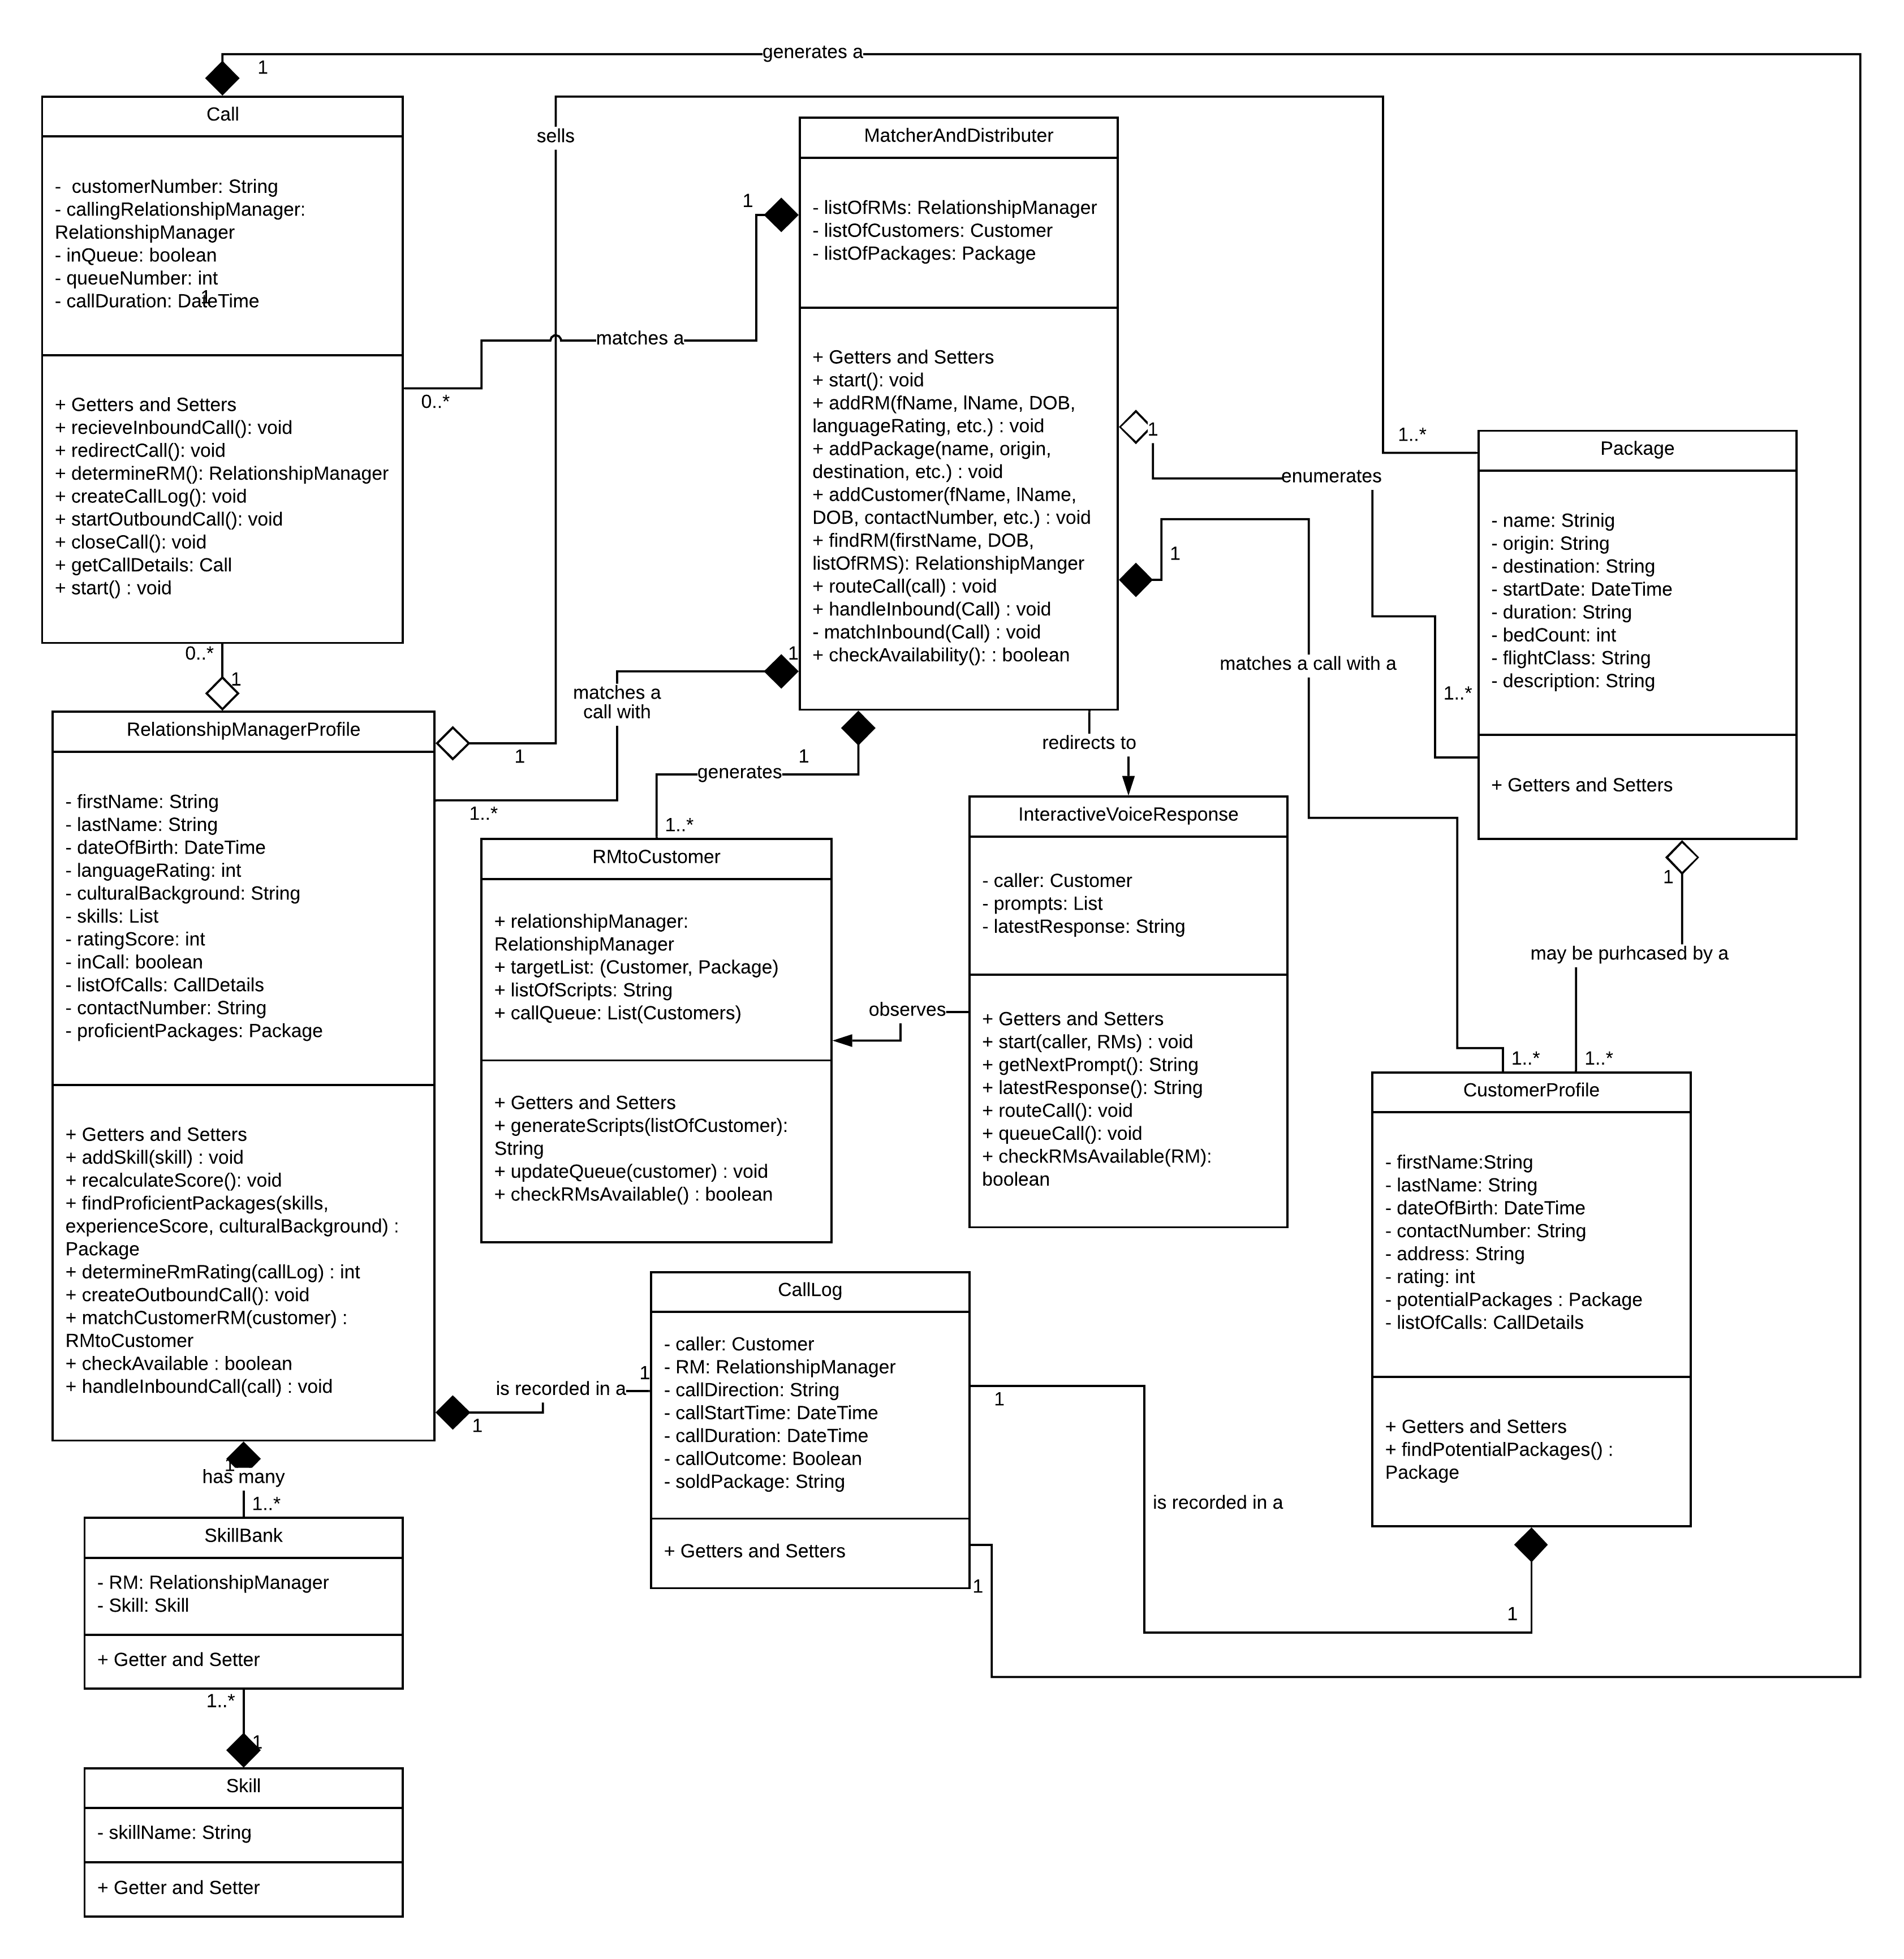 generates a
1
Call
-  customerNumber: String
- callingRelationshipManager:
RelationshipManager
- inQueue: boolean
- queueNumber: int
- callDuration: DateTime
1
+ Getters and Setters
+ recieveInboundCall(): void
+ redirectCall(): void
+ determineRM(): RelationshipManager
+ createCallLog(): void
+ startOutboundCall(): void
+ closeCall(): void
+ getCallDetails: Call
+ start() : void
0..*
1
sells
1
matches a
0..*
MatcherAndDistributer
- listOfRMs: RelationshipManager
- listOfCustomers: Customer
- listOfPackages: Package
+ Getters and Setters
+ start(): void
+ addRM(fName, lName, DOB,
languageRating, etc.) : void
+ addPackage(name, origin,
destination, etc.) : void
+ addCustomer(fName, lName,
DOB, contactNumber, etc.) : void
+ findRM(firstName, DOB,
listOfRMS): RelationshipManger
+ routeCall(call) : void
+ handleInbound(Call) : void
- matchInbound(Call) : void
+ checkAvailability(): : boolean
1
enumerates
1..*
1..*
1
matches a call with a
Package
- name: Strinig
- origin: String
- destination: String
- startDate: DateTime
- duration: String
- bedCount: int
- flightClass: String
- description: String
+ Getters and Setters
1
may be purhcased by a
1..*
1..*
RelationshipManagerProfile
- firstName: String
- lastName: String
- dateOfBirth: DateTime
- languageRating: int
- culturalBackground: String
- skills: List
- ratingScore: int
- inCall: boolean
- listOfCalls: CallDetails
- contactNumber: String
- proficientPackages: Package
+ Getters and Setters
+ addSkill(skill) : void
+ recalculateScore(): void
+ findProficientPackages(skills,
experienceScore, culturalBackground) :
Package
+ determineRmRating(callLog) : int
+ createOutboundCall(): void
+ matchCustomerRM(customer) :
RMtoCustomer
+ checkAvailable : boolean
+ handleInboundCall(call) : void
1
1
matches a
call with
1..*
1
generates
1..*
redirects to
RMtoCustomer
+ relationshipManager:
RelationshipManager
+ targetList: (Customer, Package)
+ listOfScripts: String
+ callQueue: List(Customers)
+ Getters and Setters
+ generateScripts(listOfCustomer):
String
+ updateQueue(customer) : void
+ checkRMsAvailable() : boolean
observes
InteractiveVoiceResponse
- caller: Customer
- prompts: List
- latestResponse: String
+ Getters and Setters
+ start(caller, RMs) : void
+ getNextPrompt(): String
+ latestResponse(): String
+ routeCall(): void
+ queueCall(): void
+ checkRMsAvailable(RM):
boolean
CustomerProfile
- firstName:String
- lastName: String
- dateOfBirth: DateTime
- contactNumber: String
- address: String
- rating: int
- potentialPackages : Package
- listOfCalls: CallDetails
+ Getters and Setters
+ findPotentialPackages() :
Package
1
is recorded in a
1
CallLog
- caller: Customer
- RM: RelationshipManager
- callDirection: String
- callStartTime: DateTime
- callDuration: DateTime
- callOutcome: Boolean
- soldPackage: String
+ Getters and Setters
1
is recorded in a
1
1
1
has many
1..*
SkillBank
- RM: RelationshipManager
- Skill: Skill
+ Getter and Setter
1..*
1
Skill
- skillName: String
+ Getter and Setter